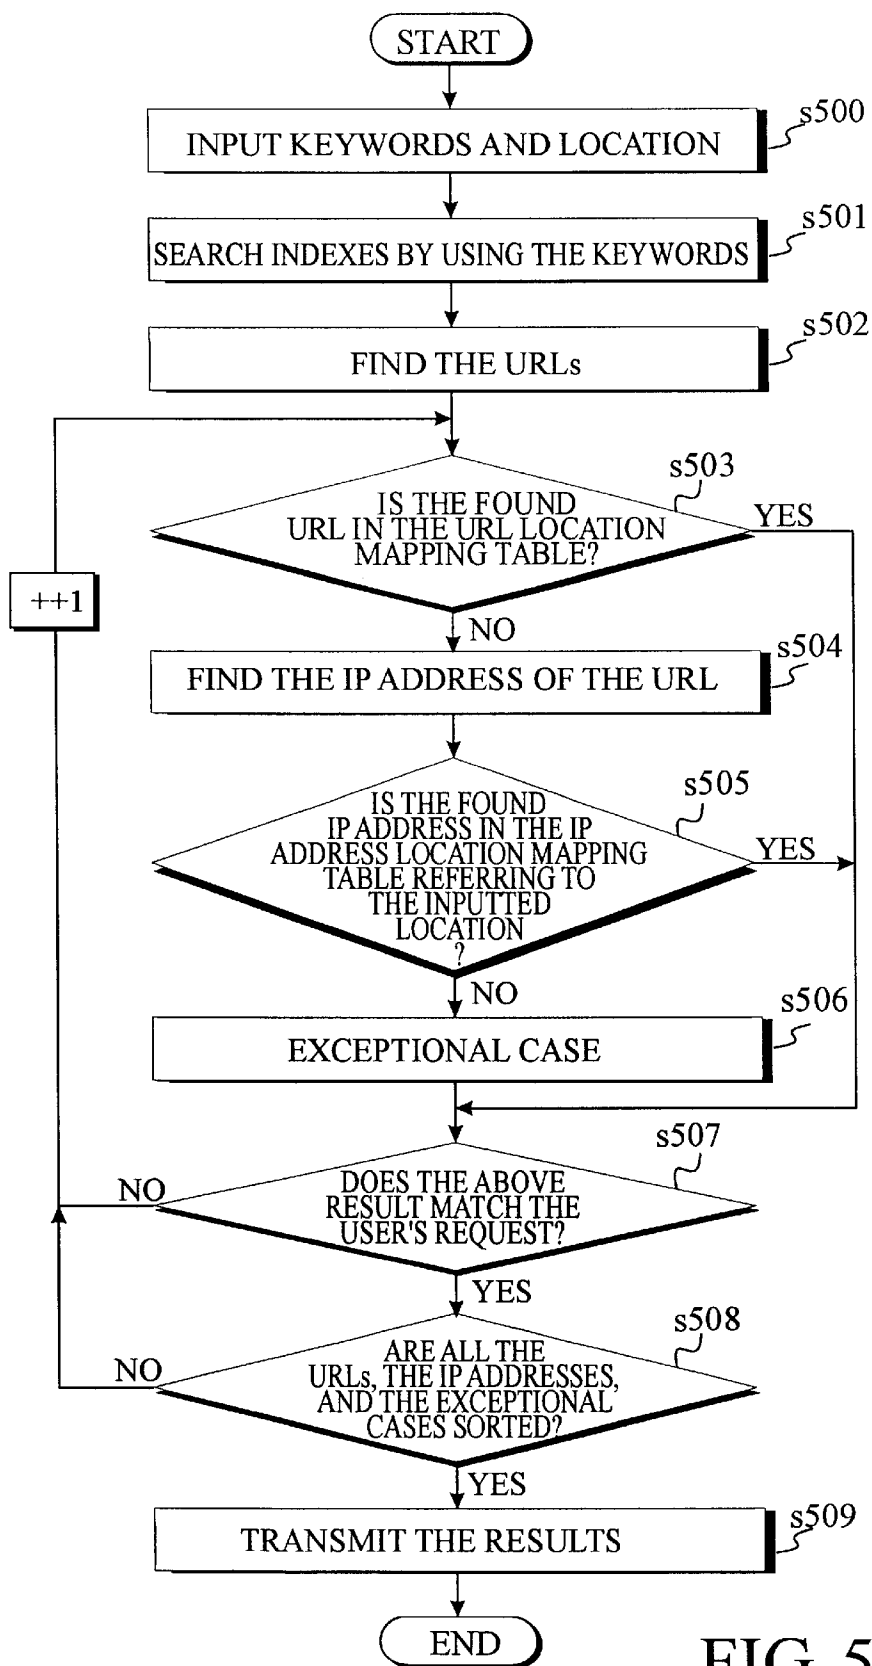 START
s500
INPUT KEYWORDS AND LOCATION
s501
SEARCH INDEXES BY USING THE KEYWORDS
s502
FIND THE URLs
s503
IS THE FOUND
URL IN THE URL LOCATION
MAPPING TABLE?
YES
++1
NO
s504
FIND THE IP ADDRESS OF THE URL
s505
IS THE FOUND
IP ADDRESS IN THE IP
ADDRESS LOCATION MAPPING
TABLE REFERRING TO
THE INPUTTED
LOCATION
?
YES
NO
s506
EXCEPTIONAL CASE
s507
DOES THE ABOVE
RESULT MATCH THE
USER'S REQUEST?
NO
YES
s508
ARE ALL THE
URLs, THE IP ADDRESSES,
AND THE EXCEPTIONAL
CASES SORTED?
NO
YES
s509
TRANSMIT THE RESULTS
END
FIG. 5